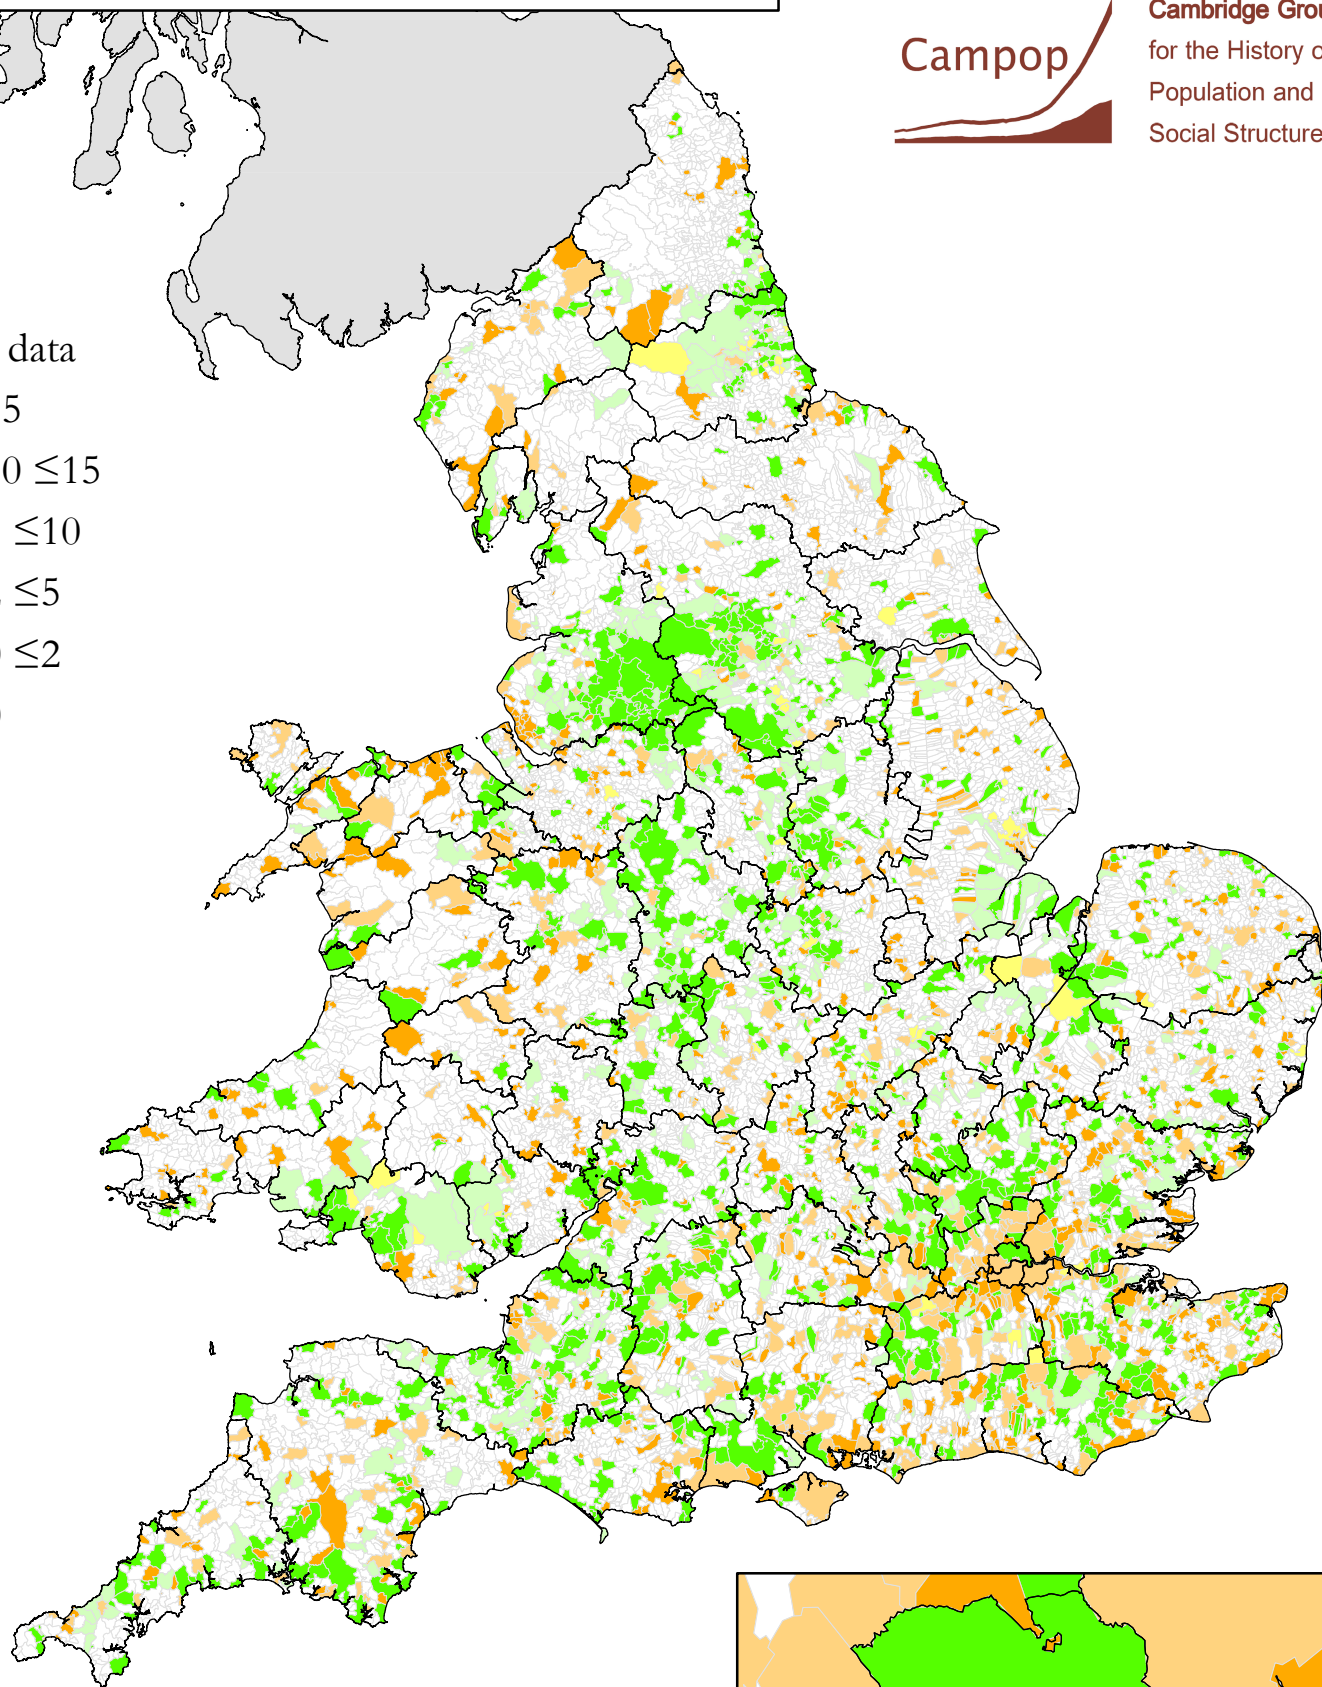 Campop
Cambridge Grou
for the History o
Population and
Social Structure
data
5
0 ≤15
≤10
≤5
≤2